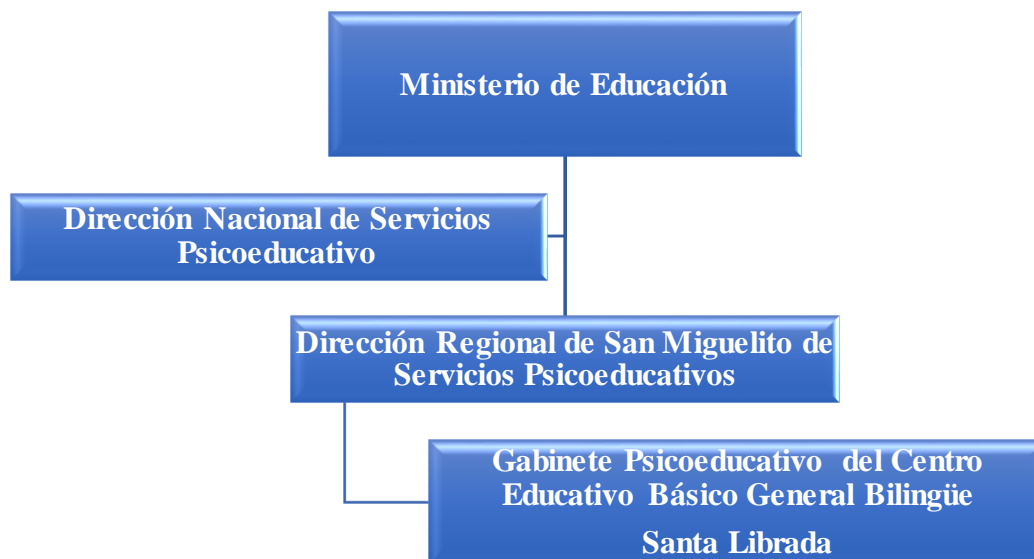 Ministerio de Educación
Dirección Nacional de Servicios
Psicoeducativo
Dirección Regional de San Miguelito de
Servicios Psicoeducativos
Gabinete Psicoeducativo del Centro
Educativo Básico General Bilingüe
Santa Librada